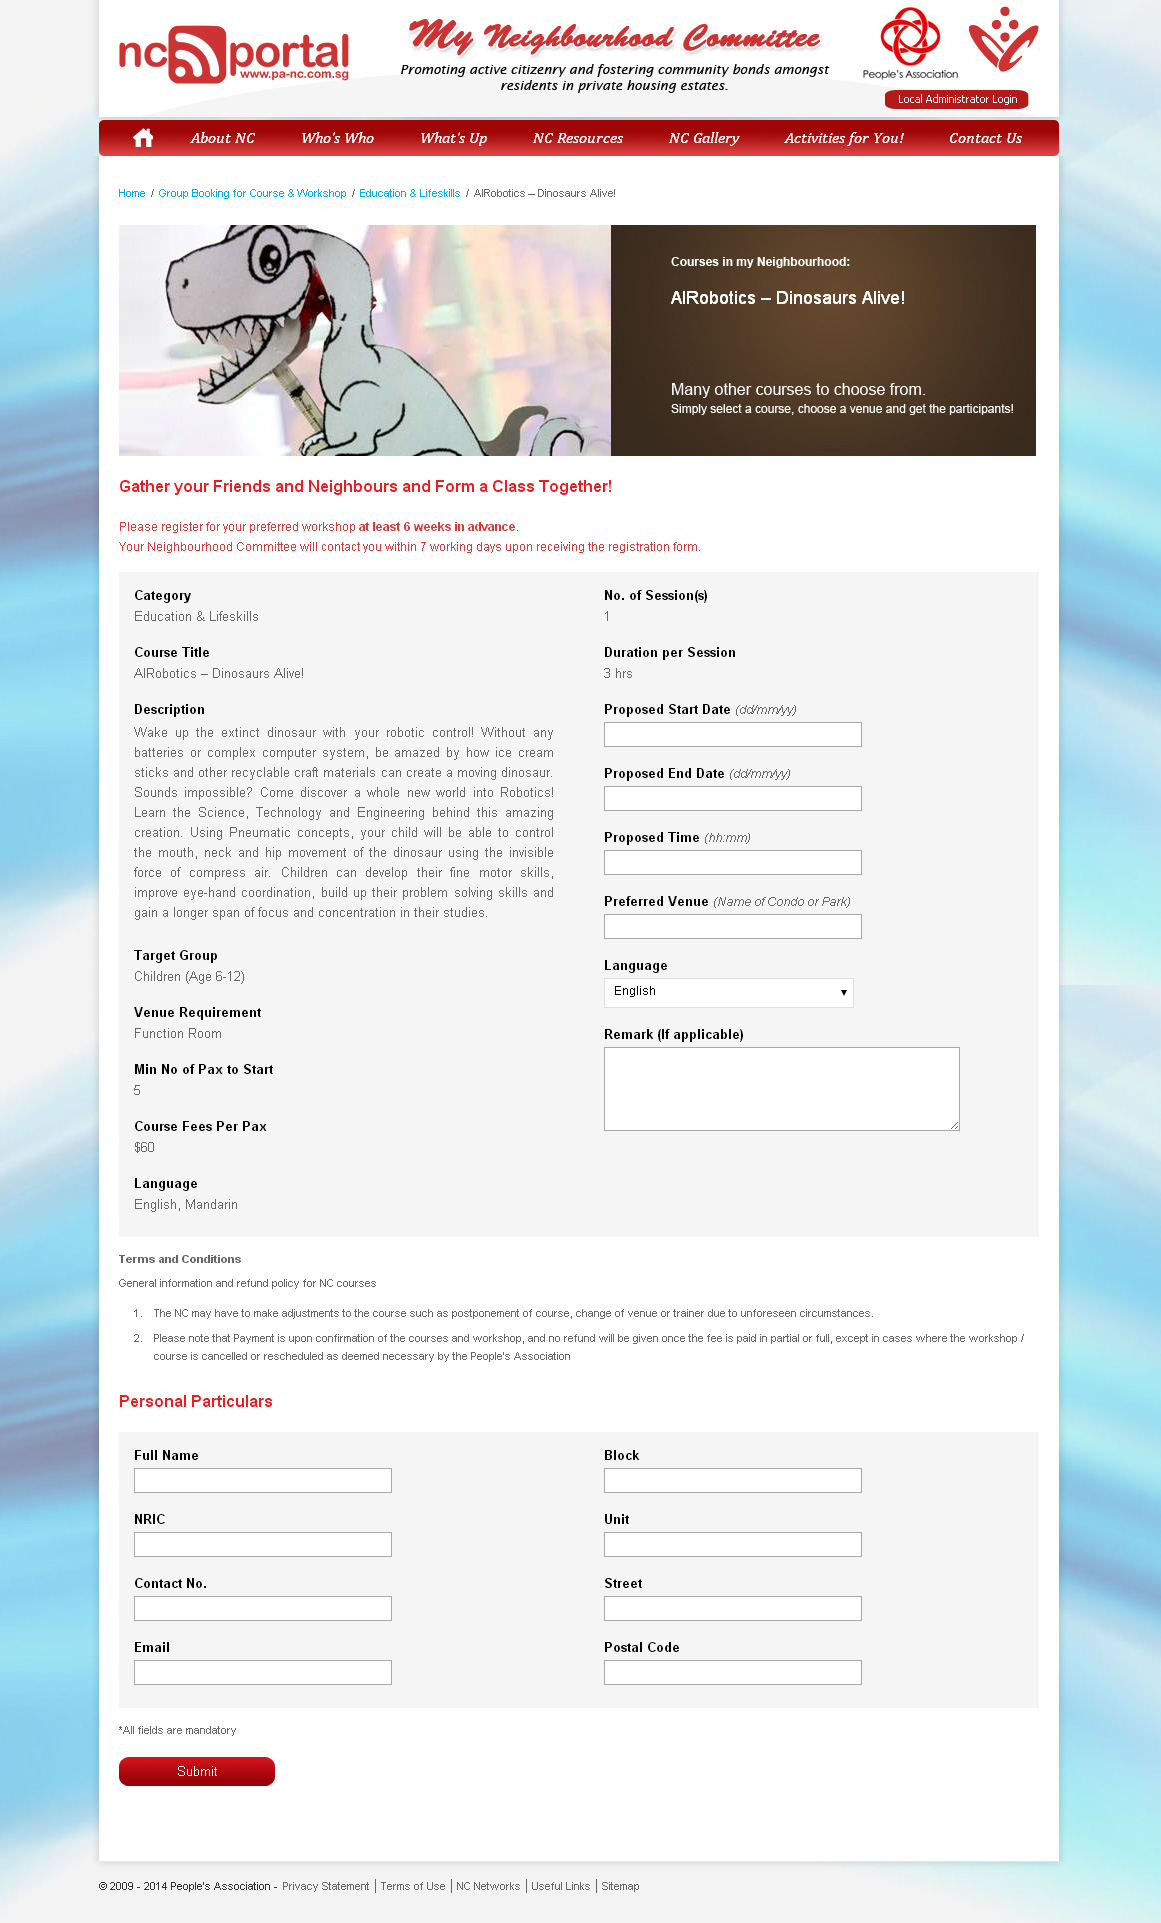 nc portal
www.pa-nc.com.sg
My Neighbourhood Committee
Promoting active citizenry and fostering community bonds amongst
residents in private housing estates.
People's Association
Local Administrator Login
About NC Who's Who What's Up NC Resources NC Gallery Activities for You! Contact Us
Home / Group Booking for Course & Workshop / Education & Lifeskills / AIRobotics – Dinosaurs Alive!
Courses in my Neighbourhood:
AIRobotics – Dinosaurs Alive!
Many other courses to choose from.
Simply select a course, choose a venue and get the participants!
Gather your Friends and Neighbours and Form a Class Together!
Please register for your preferred workshop at least 6 weeks in advance.
Your Neighbourhood Committee will contact you within 7 working days upon receiving the registration form.
Category
Education & Lifeskills
Course Title
AIRobotics – Dinosaurs Alive!
Description
Wake up the extinct dinosaur with your robotic control! Without any
batteries or complex computer system, be amazed by how ice cream
sticks and other recyclable craft materials can create a moving dinosaur.
Sounds impossible? Come discover a whole new world into Robotics!
Learn the Science, Technology and Engineering behind this amazing
creation. Using Pneumatic concepts, your child will be able to control
the mouth, neck and hip movement of the dinosaur using the invisible
force of compress air. Children can develop their fine motor skills,
improve eye-hand coordination, build up their problem solving skills and
gain a longer span of focus and concentration in their studies.
Target Group
Children (Age 6-12)
Venue Requirement
Function Room
Min No of Pax to Start
5
Course Fees Per Pax
$60
Language
English, Mandarin
No. of Session(s)
1
Duration per Session
3 hrs
Proposed Start Date (dd/mm/yy)
Proposed End Date (dd/mm/yy)
Proposed Time (hh:mm)
Preferred Venue (Name of Condo or Park)
Language
English
Remark (If applicable)
Terms and Conditions
General information and refund policy for NC courses
1. The NC may have to make adjustments to the course such as postponement of course, change of venue or trainer due to unforeseen circumstances.
2. Please note that Payment is upon confirmation of the courses and workshop, and no refund will be given once the fee is paid in partial or full, except in cases where the workshop /
course is cancelled or rescheduled as deemed necessary by the People's Association
Personal Particulars
Full Name
NRIC
Contact No.
Email
Block
Unit
Street
Postal Code
*All fields are mandatory
Submit
© 2009 - 2014 People's Association - Privacy Statement | Terms of Use | NC Networks | Useful Links | Sitemap